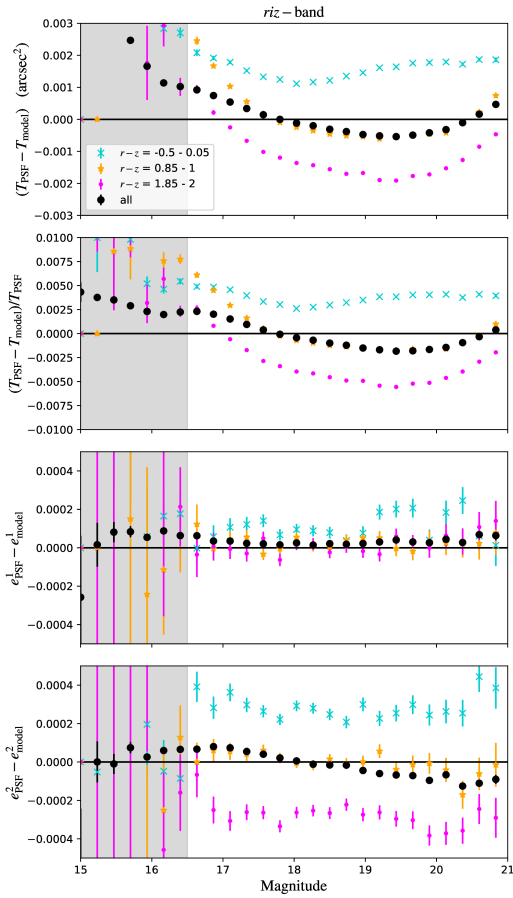 riz − band
0.003
0.002
0.001
0.000
−0.001
−0.002
−0.003
(T_PSF − T_model) (arcsec²)
r − z = -0.5 - 0.05
r − z = 0.85 - 1
r − z = 1.85 - 2
all
0.0100
0.0075
0.0050
0.0025
0.0000
−0.0025
−0.0050
−0.0075
−0.0100
(T_PSF − T_model)/T_PSF
0.0004
0.0002
0.0000
−0.0002
−0.0004
e¹_PSF − e¹_model
0.0004
0.0002
0.0000
−0.0002
−0.0004
e²_PSF − e²_model
15 16 17 18 19 20 21
Magnitude